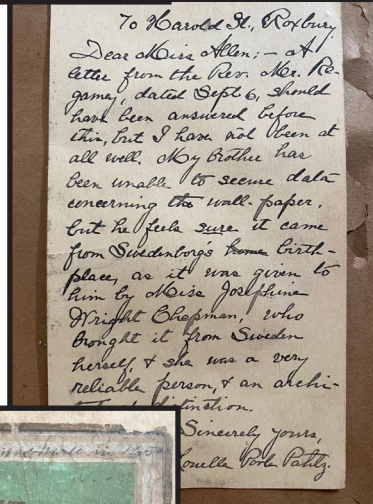 70 Harold St., Roxbury.
Dear Miss Allen; — A
letter from the Rev. Mr. Re-
gamey, dated Sept 6, should
have been answered before
this, but I have not been at
all well. My brother has
been unable to secure data
concerning the wall-paper,
but he feels sure it came
from Swedenborg's home birth-
place, as it was given to
him by Miss Josephine
Wright Chapman, who
brought it from Sweden
herself, & she was a very
reliable person, & an archi-
distinction.
Sincerely yours,